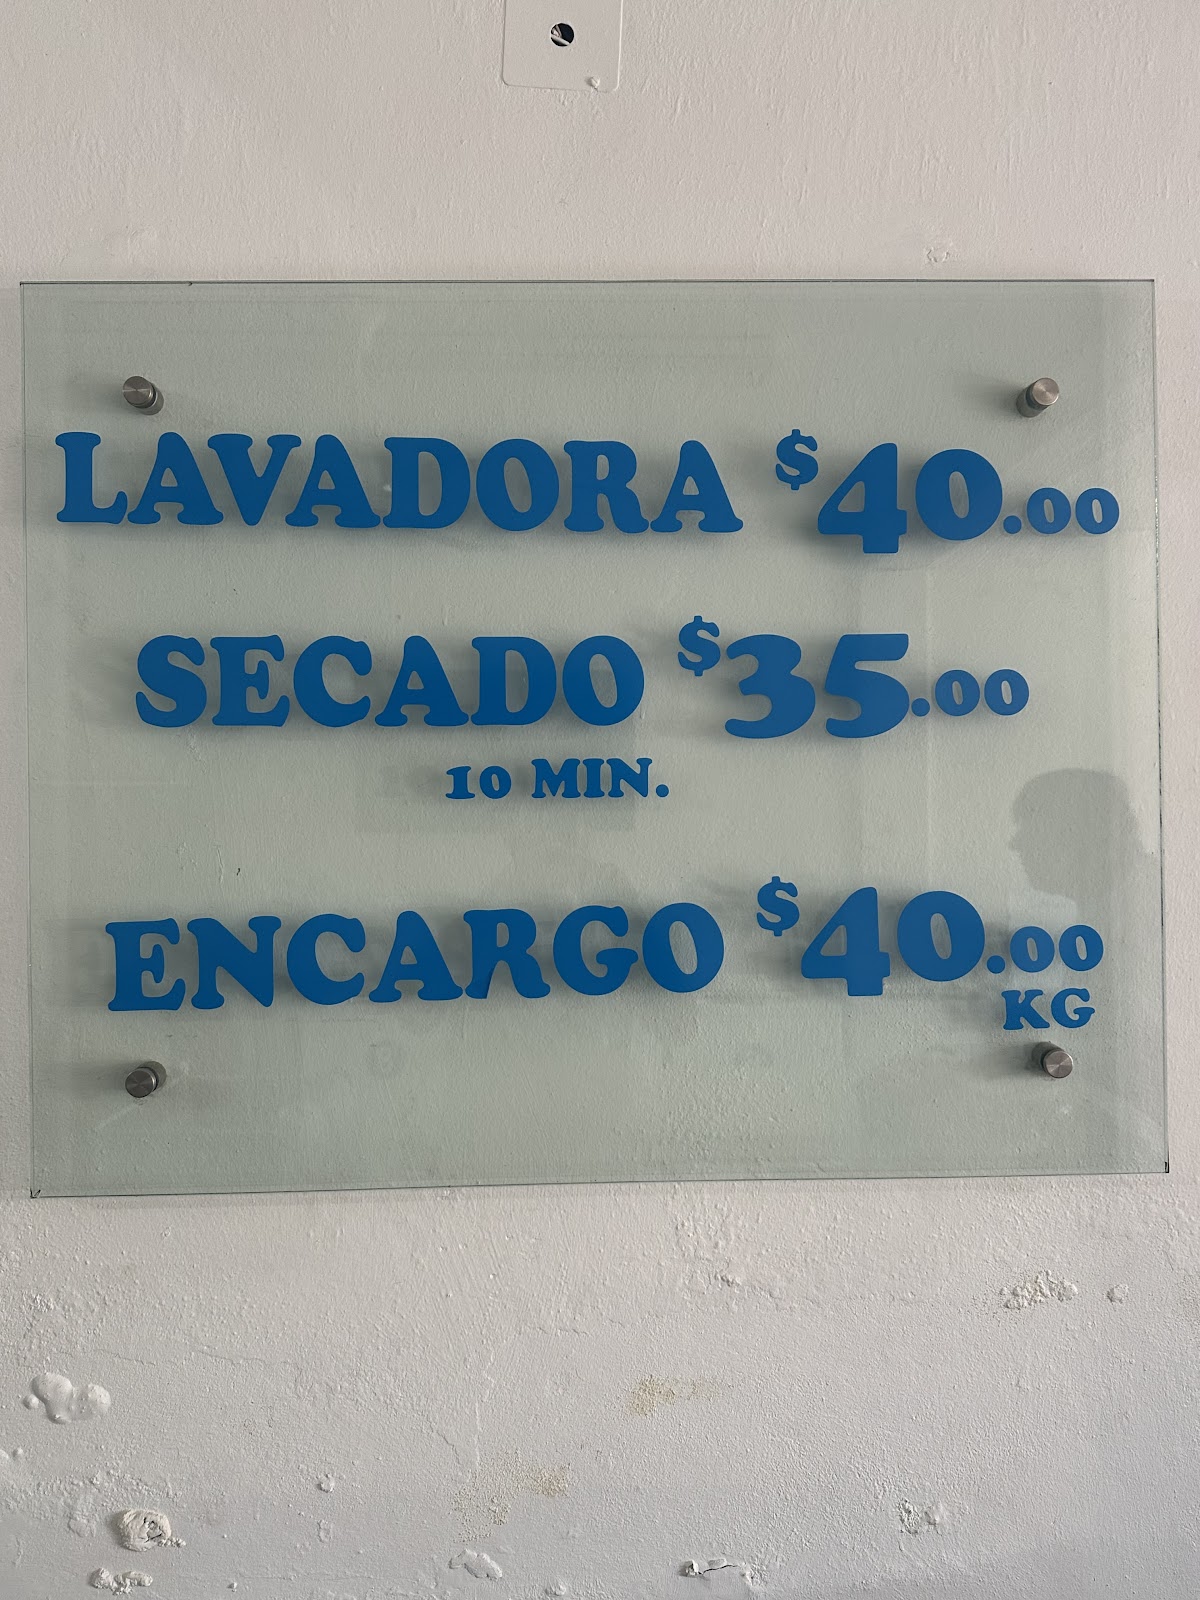 LAVADORA $40.00
SECADO $35.00
10 MIN.
ENCARGO $40.00
KG